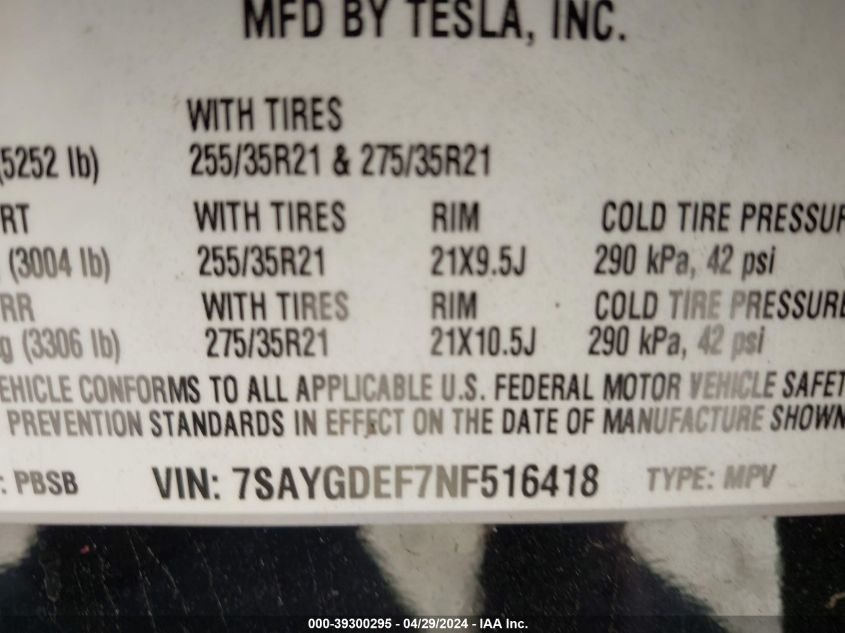 MFD BY TESLA, INC.
WITH TIRES
(5252 lb) 255/35R21 & 275/35R21
RT WITH TIRES RIM COLD TIRE PRESSUR
(3004 lb) 255/35R21 21X9.5J 290 kPa, 42 psi
RR WITH TIRES RIM COLD TIRE PRESSURE
g (3306 lb) 275/35R21 21X10.5J 290 kPa, 42 psi
EHICLE CONFORMS TO ALL APPLICABLE U.S. FEDERAL MOTOR VEHICLE SAFET
PREVENTION STANDARDS IN EFFECT ON THE DATE OF MANUFACTURE SHOWN
: PBSB VIN: 7SAYGDEF7NF516418 TYPE: MPV
000-39300295 - 04/29/2024 - IAA Inc.